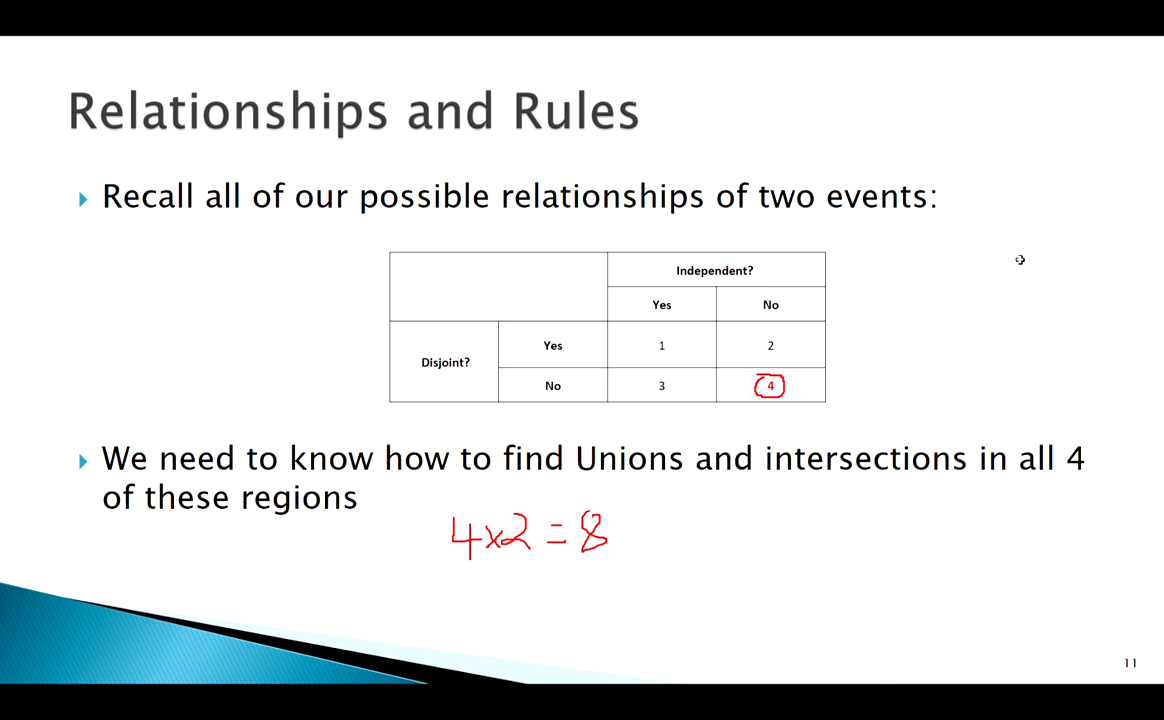 Relationships and Rules
Recall all of our possible relationships of two events:
Independent?
Yes No
Disjoint? Yes 1 2
No 3 4
We need to know how to find Unions and intersections in all 4
of these regions
4x2=8
11